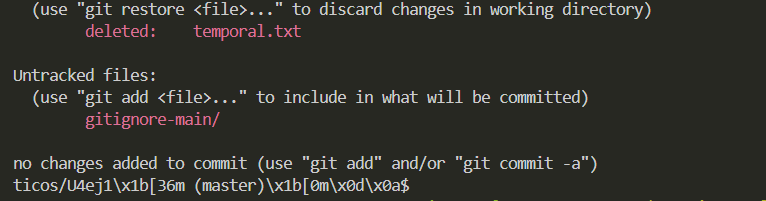 (use "git restore <file>..." to discard changes in working directory)
deleted:    temporal.txt
Untracked files:
(use "git add <file>..." to include in what will be committed)
gitignore-main/
no changes added to commit (use "git add" and/or "git commit -a")
ticos/U4ej1\x1b[36m (master)\x1b[0m\x0d\x0a$